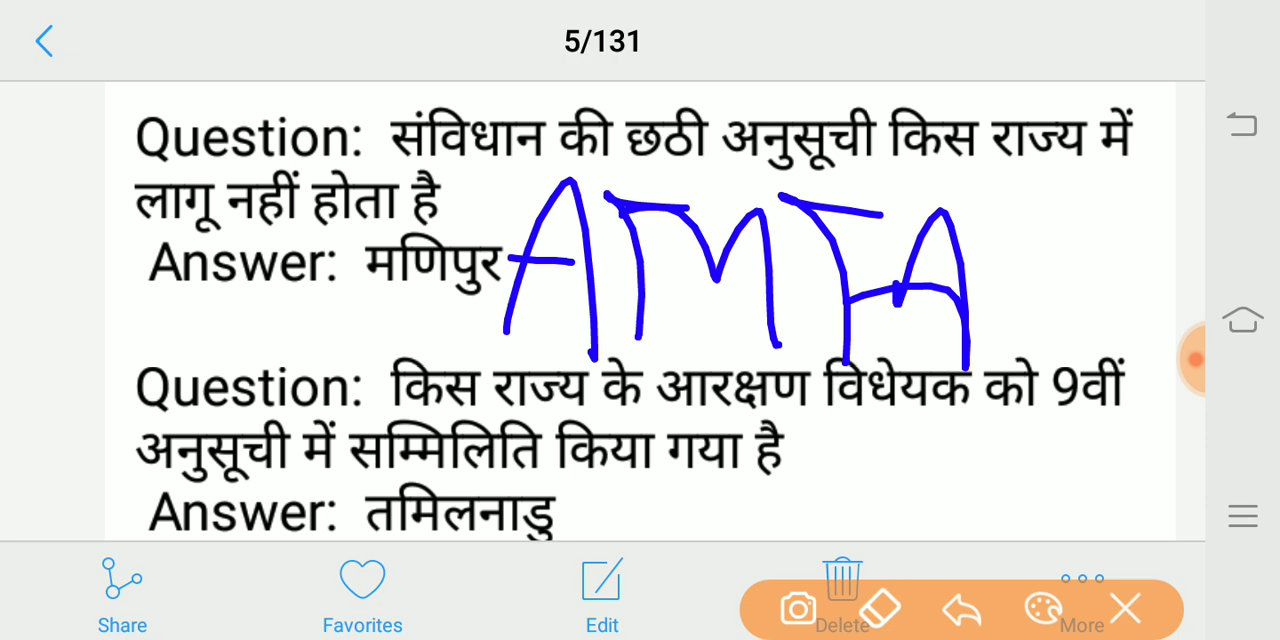 5/131
Question: संविधान की छठी अनुसूची किस राज्य में
लागू नहीं होता है
Answer: मणिपुर
Question: किस राज्य के आरक्षण विधेयक को 9वीं
अनुसूची में सम्मिलिति किया गया है
Answer: तमिलनाडु
Share Favorites Edit Delete More